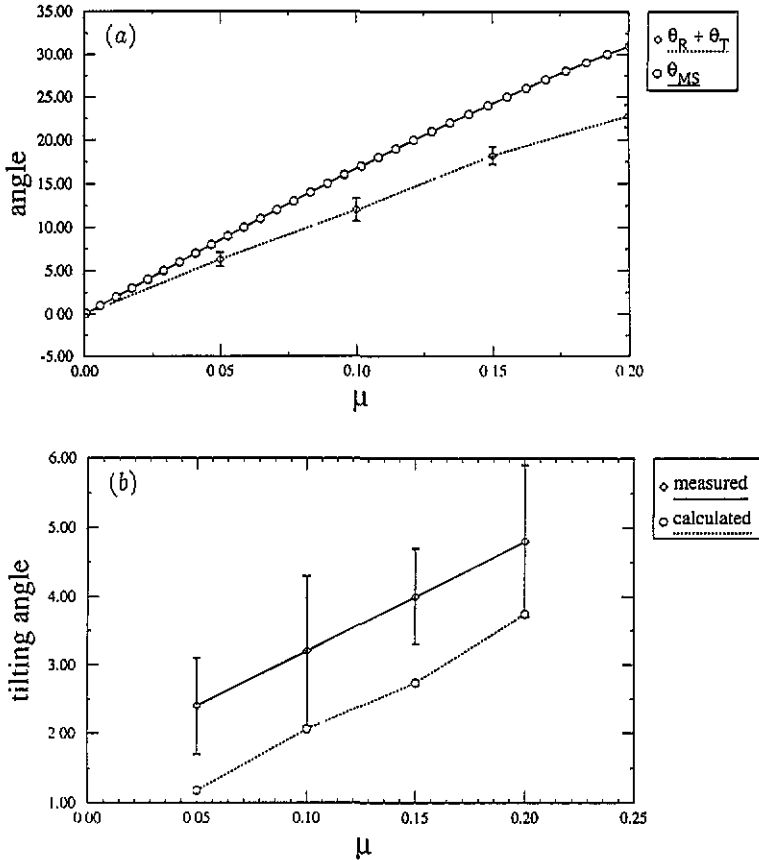 (a)
35.00
30.00
25.00
20.00
15.00
10.00
5.00
0 00
-5.00
angle
0.00 0 05 0.10 0.15 0.20
μ
θR + θT
θMS
(b)
6.00
5.00
4.00
3.00
2.00
1.00
tilting angle
0 00 0.05 0.10 0.15 0.20 0.25
μ
measured
calculated